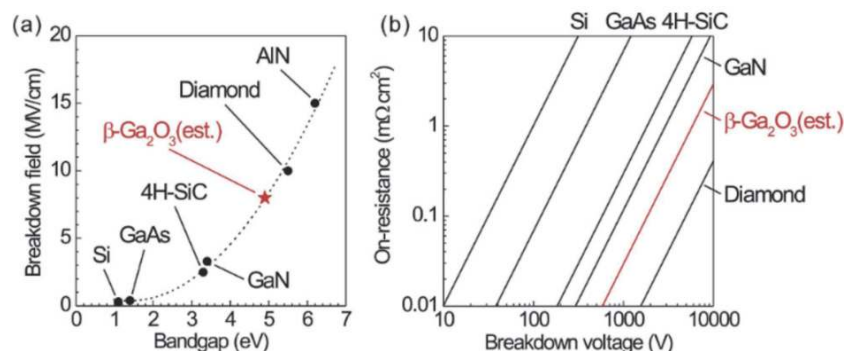 (a)
Breakdown field (MV/cm)
20
15
10
5
0
AlN
Diamond
β-Ga2O3(est.)
4H-SiC
GaAs
Si
GaN
0 1 2 3 4 5 6 7
Bandgap (eV)
(b)
Si GaAs 4H-SiC
On-resistance (mΩcm2)
10
1
0.1
0.01
GaN
β-Ga2O3(est.)
Diamond
10 100 1000 10000
Breakdown voltage (V)